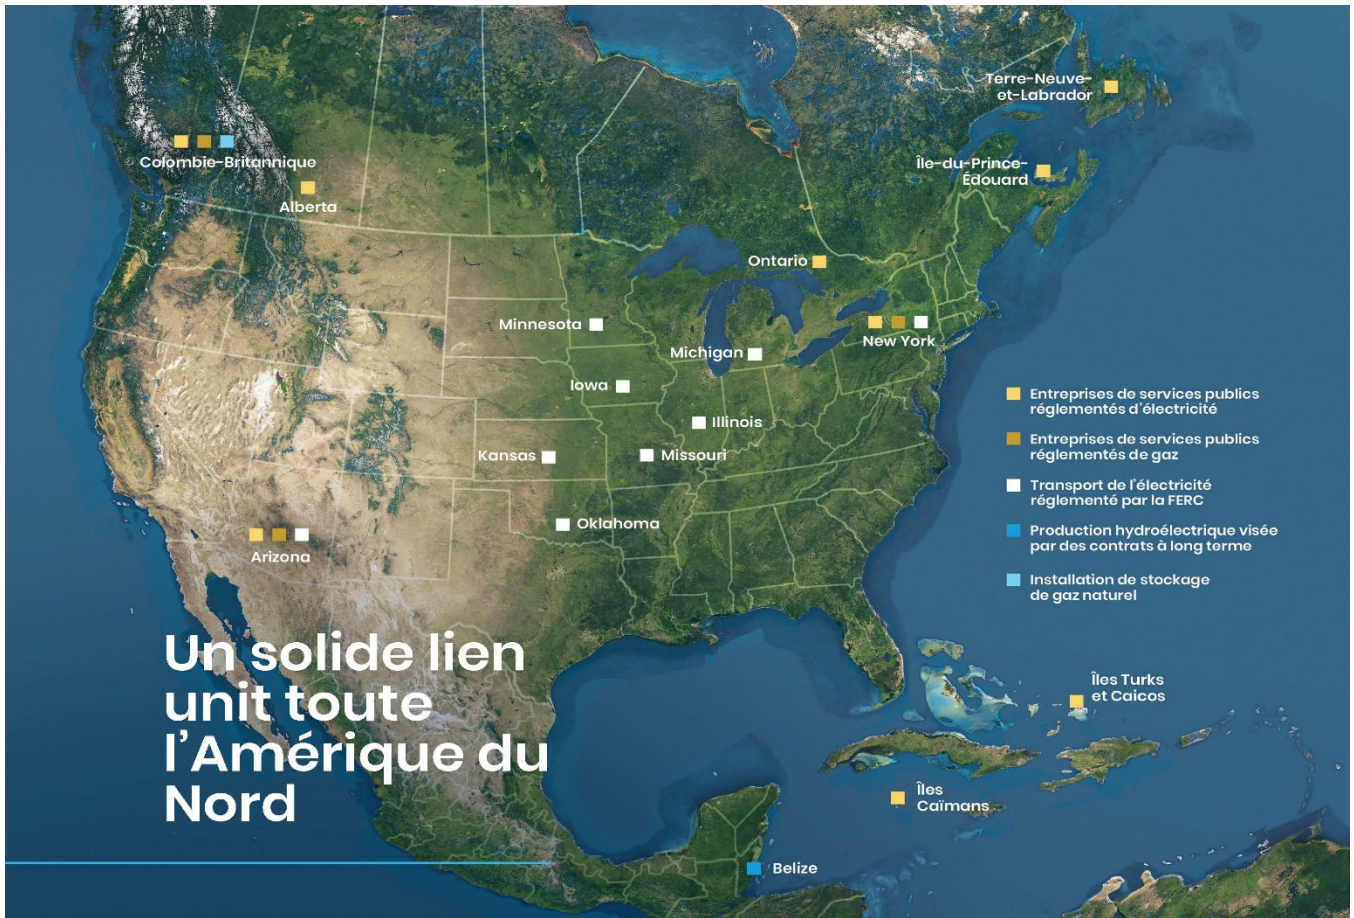 Terre-Neuve-
et-Labrador
Colombie-Britannique
Île-du-Prince-
Édouard
Alberta
Ontario
Minnesota
New York
Michigan
Iowa
Illinois
Kansas
Missouri
Oklahoma
Arizona
Entreprises de services publics
réglementés d'électricité
Entreprises de services publics
réglementés de gaz
Transport de l'électricité
réglementé par la FERC
Production hydroélectrique visée
par des contrats à long terme
Installation de stockage
de gaz naturel
Un solide lien
unit toute
l'Amérique du
Nord
Îles Turks
et Caicos
Îles
Caïmans
Belize